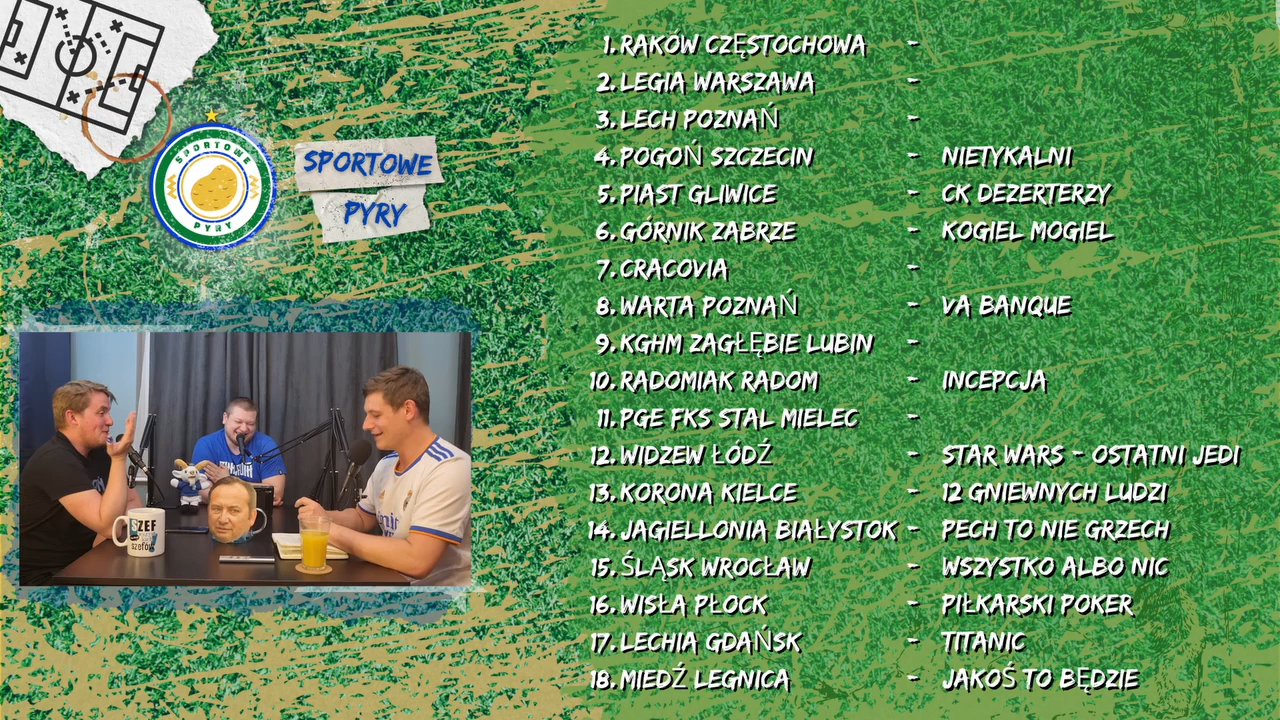 SPORTOWE
PYRY
SPORTOWE
PYRY
SZEF
szefów
1. RAKÓW CZĘSTOCHOWA -
2. LEGIA WARSZAWA -
3. LECH POZNAŃ -
4. POGOŃ SZCZECIN - NIETYKALNI
5. PIAST GLIWICE - CK DEZERTERZY
6. GÓRNIK ZABRZE - KOGIEL MOGIEL
7. CRACOVIA -
8. WARTA POZNAŃ - VA BANQUE
9. KGHM ZAGŁĘBIE LUBIN -
10. RADOMIAK RADOM - INCEPCJA
11. PGE FKS STAL MIELEC -
12. WIDZEW ŁÓDŹ - STAR WARS - OSTATNI JEDI
13. KORONA KIELCE - 12 GNIEWNYCH LUDZI
14. JAGIELLONIA BIAŁYSTOK - PECH TO NIE GRZECH
15. ŚLĄSK WROCŁAW - WSZYSTKO ALBO NIC
16. WISŁA PŁOCK - PIŁKARSKI POKER
17. LECHIA GDAŃSK - TITANIC
18. MIEDŹ LEGNICA - JAKOŚ TO BĘDZIE